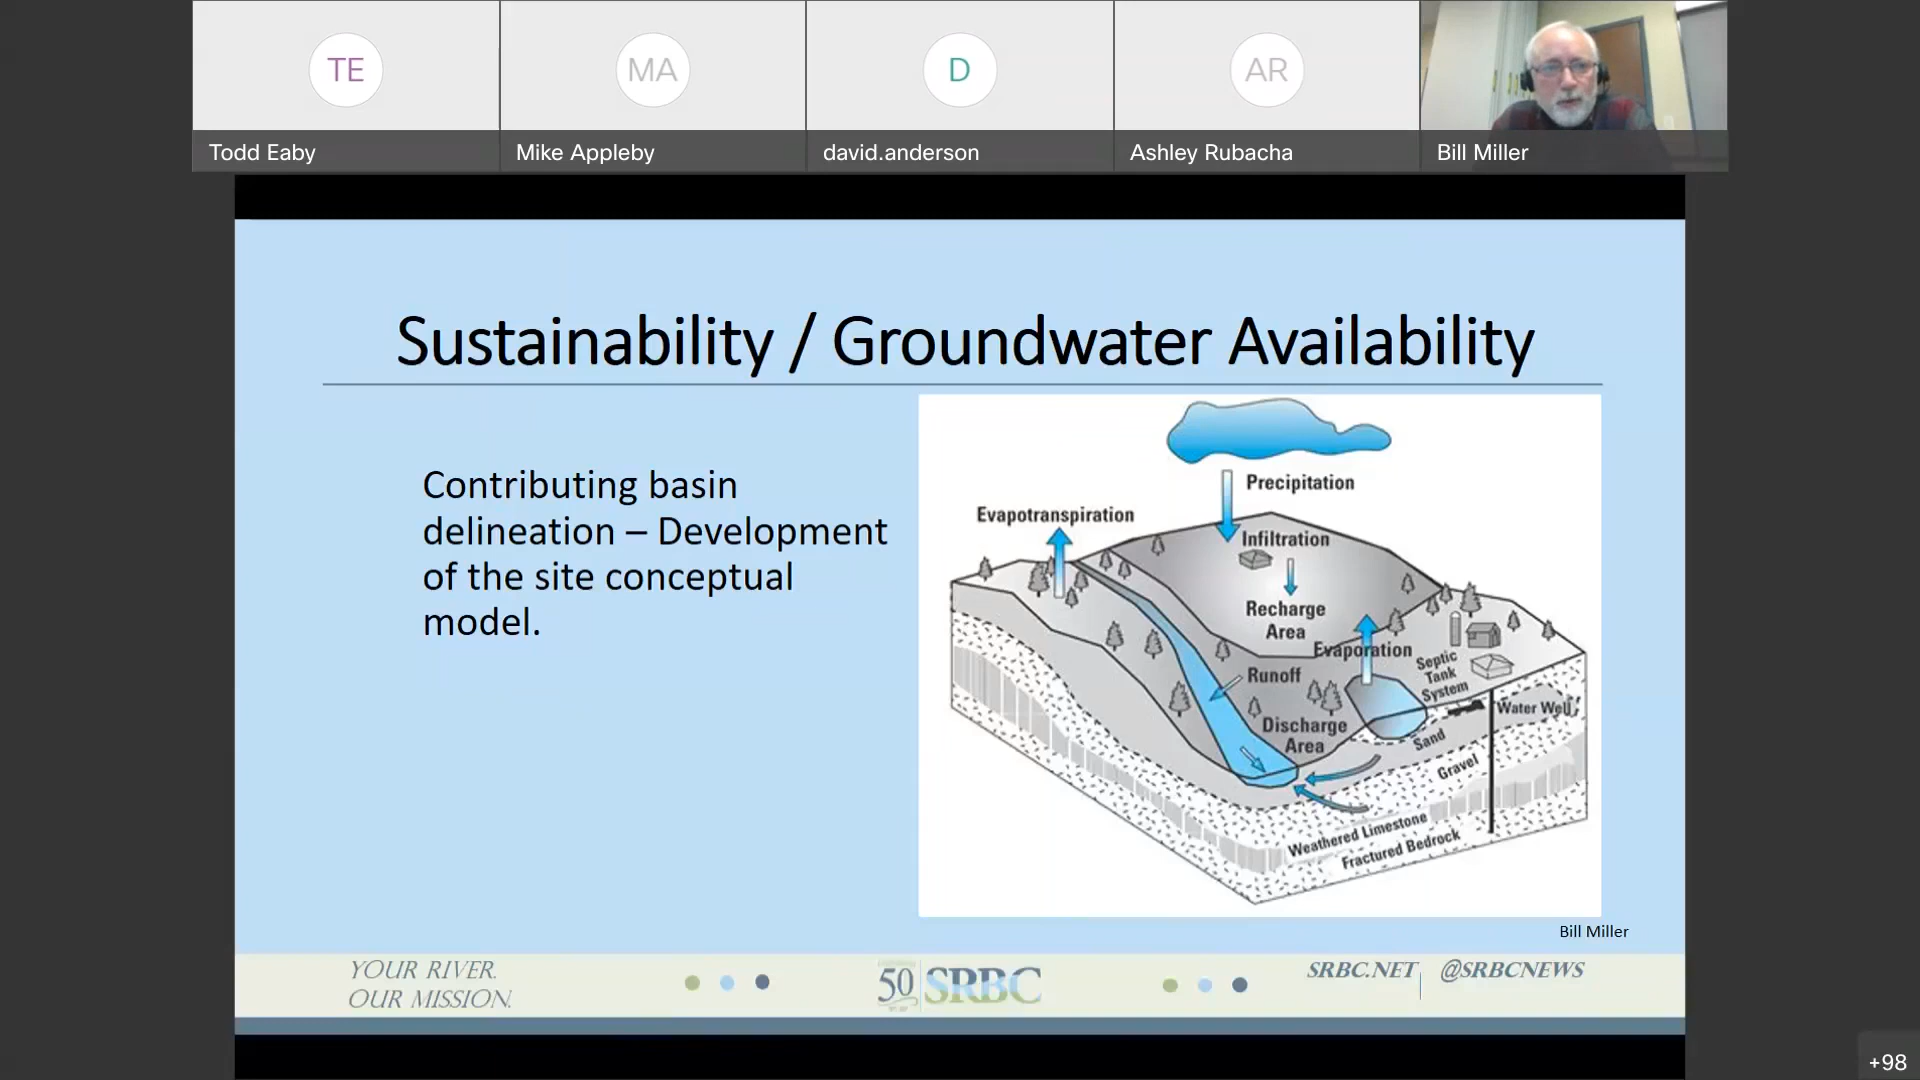 TE
MA
D
AR
Todd Eaby
Mike Appleby
david.anderson
Ashley Rubacha
Bill Miller
Sustainability / Groundwater Availability
Contributing basin
delineation – Development
of the site conceptual
model.
Precipitation
Evapotranspiration
Infiltration
Recharge
Area
Evaporation
Septic
Tank
System
Runoff
Water Well
Discharge
Area
Sand
Gravel
Weathered Limestone
Fractured Bedrock
Bill Miller
YOUR RIVER.
OUR MISSION.
50 SRBC
SRBC.NET @SRBCNEWS
+98